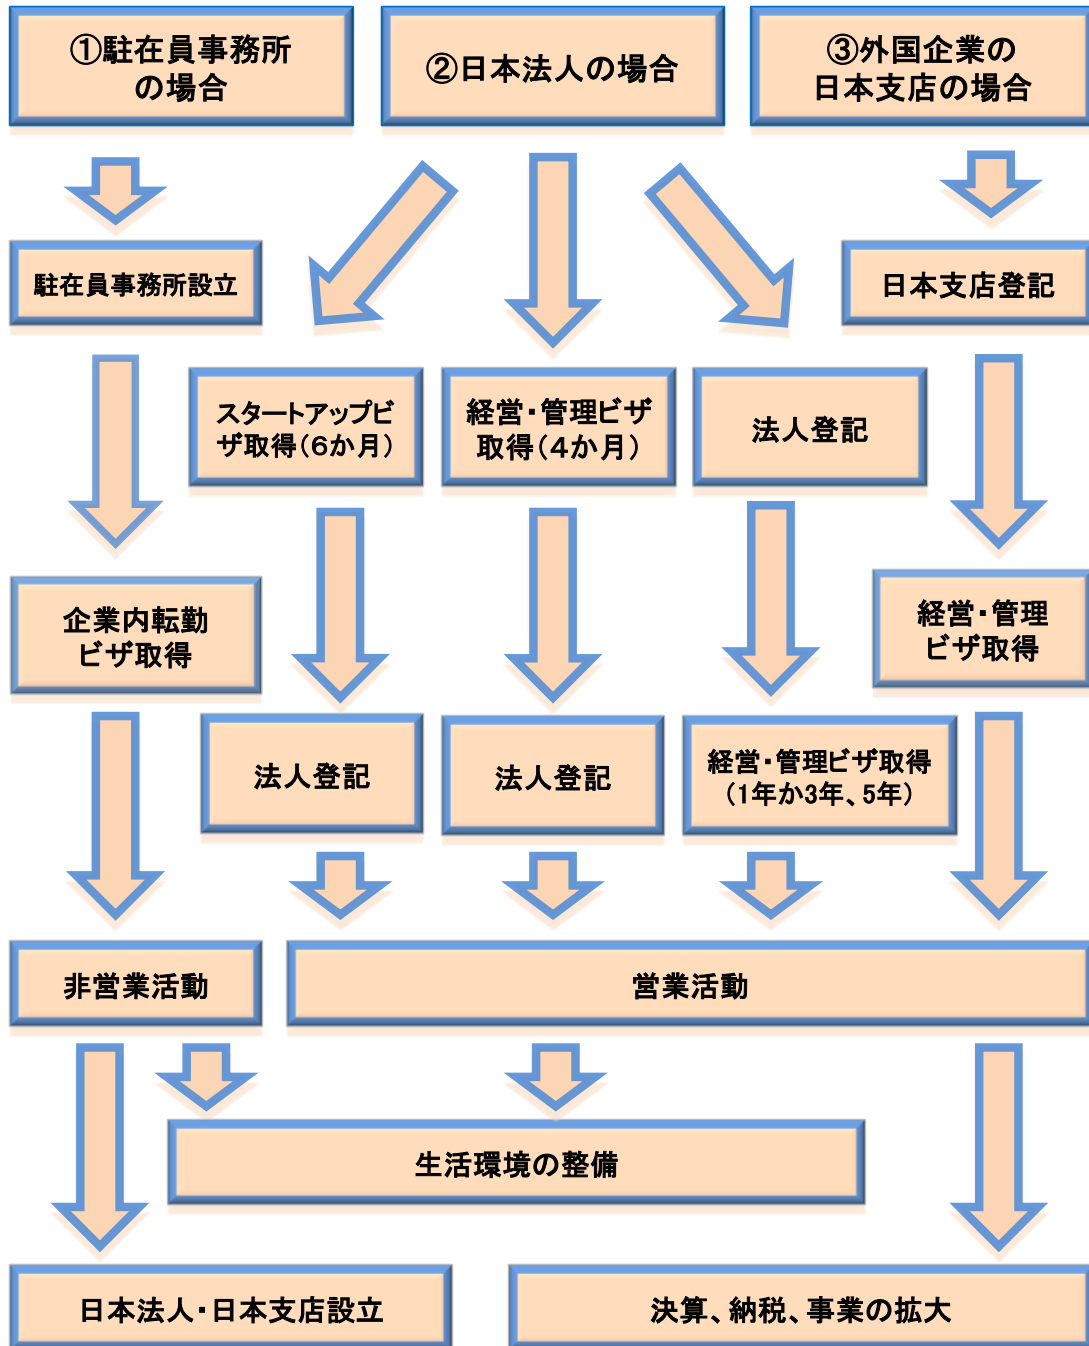 ①駐在員事務所
の場合
②日本法人の場合
③外国企業の
日本支店の場合
駐在員事務所設立
日本支店登記
スタートアップビ
ザ取得(6か月)
経営・管理ビザ
取得(4か月)
法人登記
企業内転勤
ビザ取得
経営・管理
ビザ取得
法人登記
法人登記
経営・管理ビザ取得
(1年か3年、5年)
非営業活動
営業活動
生活環境の整備
日本法人・日本支店設立
決算、納税、事業の拡大